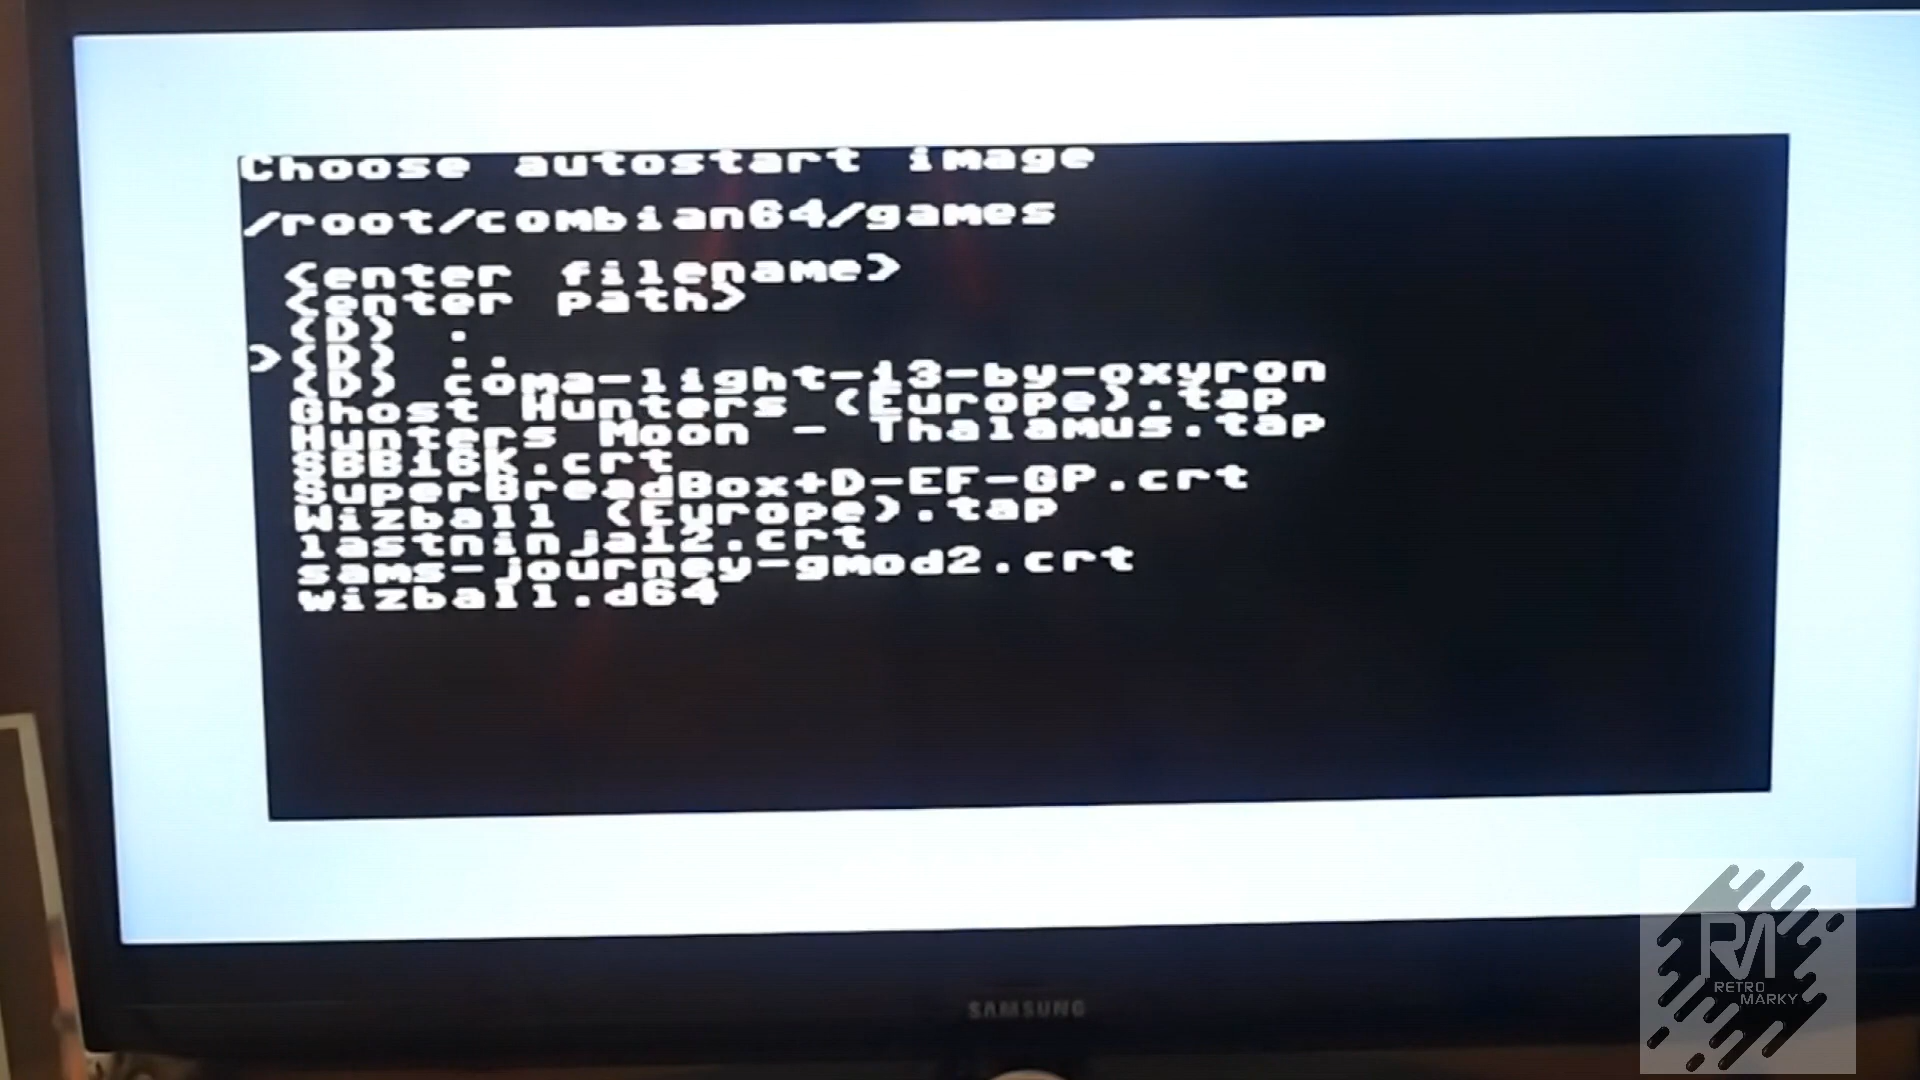 Choose autostart image
/root/combian64/games
<enter filename>
<enter path>
<D> .
><D> ..
<D> coma-light-13-by-oxyron
Ghost Hunters (Europe).tap
Hunters Moon - Thalamus.tap
SBB16k.crt
SuperBreadBox+D-EF-GP.crt
Wizball (Europe).tap
lastninja12.crt
sams-journey-gmod2.crt
wizball.d64
SAMSUNG
RM
RETRO
MARKY